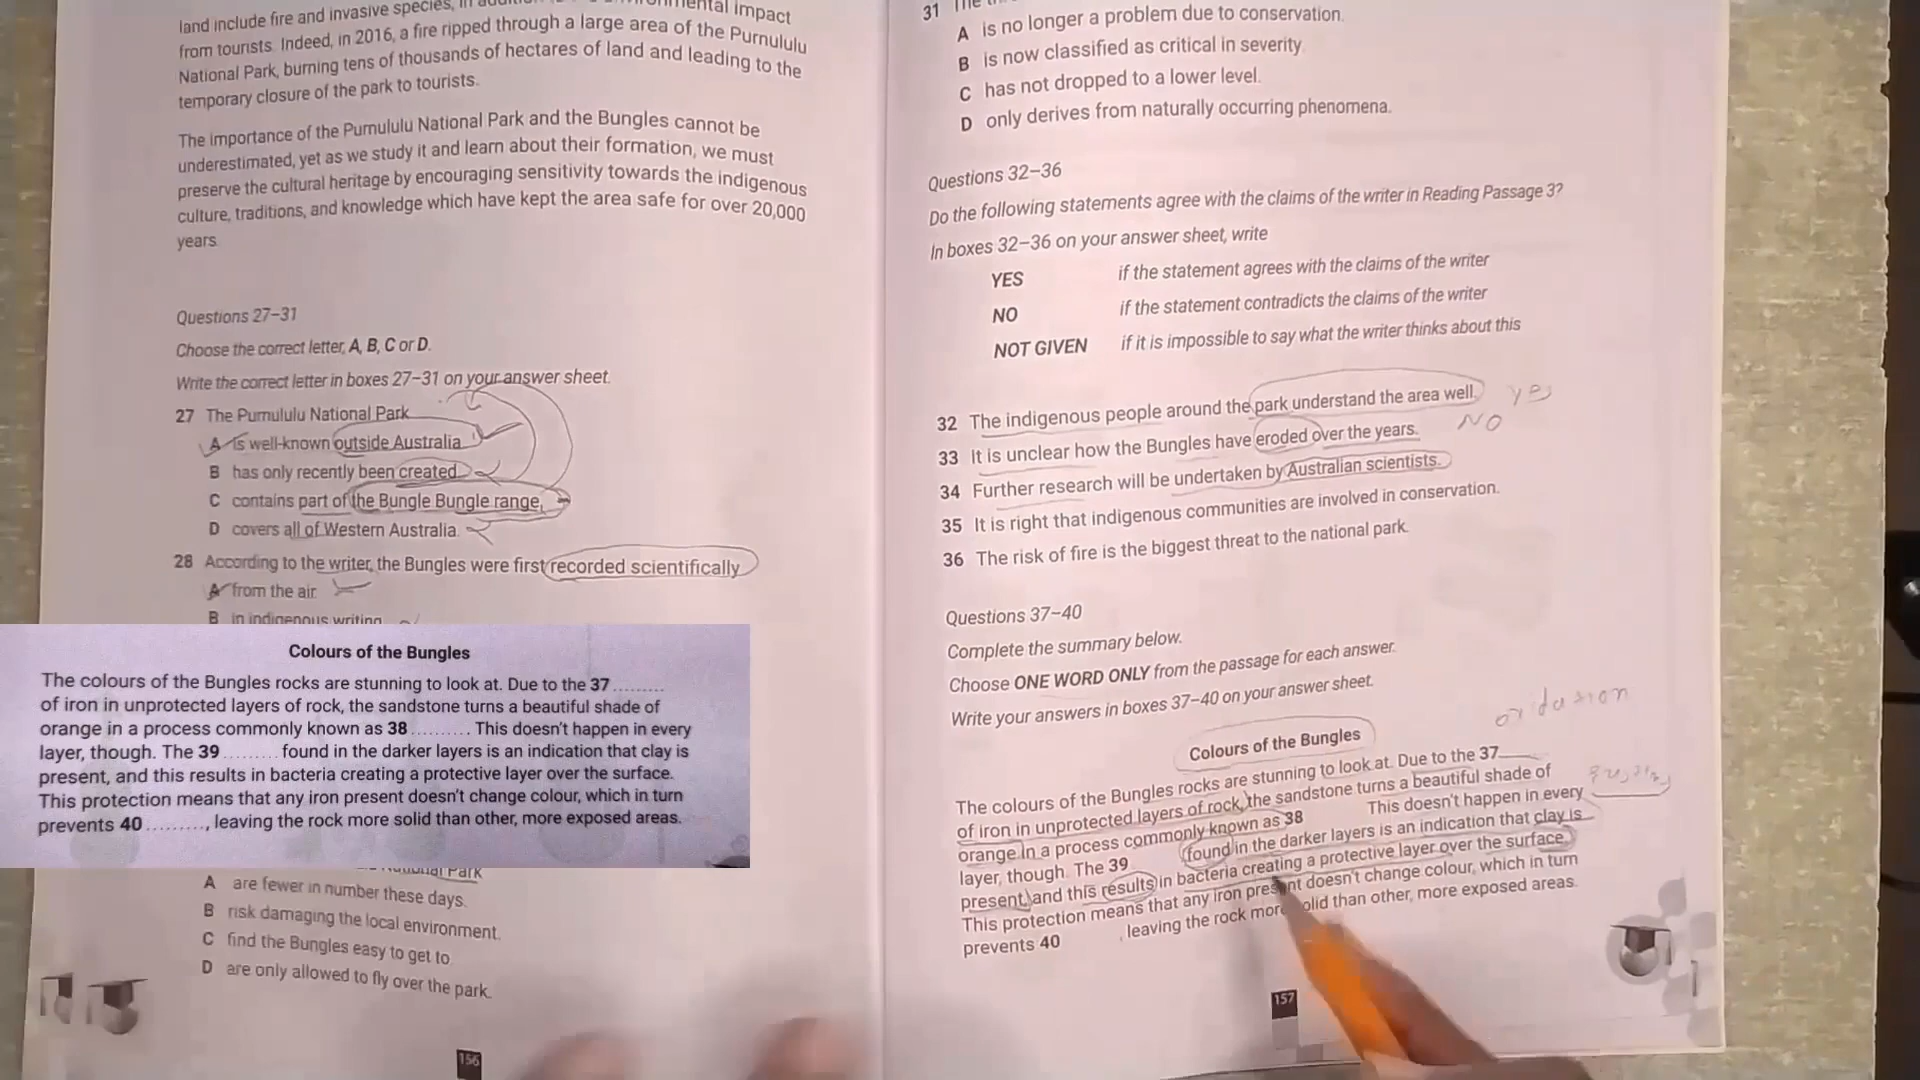 land include fire and invasive species, in
from tourists. Indeed, in 2016, a fire ripped through a large area of the Purnululu
National Park, burning tens of thousands of hectares of land and leading to the
temporary closure of the park to tourists.
The importance of the Purnululu National Park and the Bungles cannot be
underestimated, yet as we study it and learn about their formation, we must
preserve the cultural heritage by encouraging sensitivity towards the indigenous
culture, traditions, and knowledge which have kept the area safe for over 20,000
years.
Questions 27–31
Choose the correct letter, A, B, C or D.
Write the correct letter in boxes 27–31 on your answer sheet.
27 The Purnululu National Park
A is well-known outside Australia
B has only recently been created.
C contains part of the Bungle Bungle range,
D covers all of Western Australia.
28 According to the writer, the Bungles were first recorded scientifically
A from the air.
B in indigenous writing.
Colours of the Bungles
The colours of the Bungles rocks are stunning to look at. Due to the 37 .........
of iron in unprotected layers of rock, the sandstone turns a beautiful shade of
orange in a process commonly known as 38 .......... This doesn't happen in every
layer, though. The 39 ........ found in the darker layers is an indication that clay is
present, and this results in bacteria creating a protective layer over the surface.
This protection means that any iron present doesn't change colour, which in turn
prevents 40 ........., leaving the rock more solid than other, more exposed areas.
Park
A are fewer in number these days.
B risk damaging the local environment.
C find the Bungles easy to get to
D are only allowed to fly over the park.
156
31 The
A is no longer a problem due to conservation.
B is now classified as critical in severity
C has not dropped to a lower level.
D only derives from naturally occurring phenomena.
Questions 32–36
Do the following statements agree with the claims of the writer in Reading Passage 3?
In boxes 32–36 on your answer sheet, write
YES if the statement agrees with the claims of the writer
NO if the statement contradicts the claims of the writer
NOT GIVEN if it is impossible to say what the writer thinks about this
32 The indigenous people around the park understand the area well. yes
33 It is unclear how the Bungles have eroded over the years. NO
34 Further research will be undertaken by Australian scientists.
35 It is right that indigenous communities are involved in conservation.
36 The risk of fire is the biggest threat to the national park.
Questions 37–40
Complete the summary below.
Choose ONE WORD ONLY from the passage for each answer.
Write your answers in boxes 37–40 on your answer sheet.
Colours of the Bungles
The colours of the Bungles rocks are stunning to look at. Due to the 37
of iron in unprotected layers of rock, the sandstone turns a beautiful shade of
orange in a process commonly known as 38 This doesn't happen in every
layer, though. The 39 found in the darker layers is an indication that clay is
present, and this results in bacteria creating a protective layer over the surface.
This protection means that any iron present doesn't change colour, which in turn
prevents 40 , leaving the rock more solid than other, more exposed areas.
157